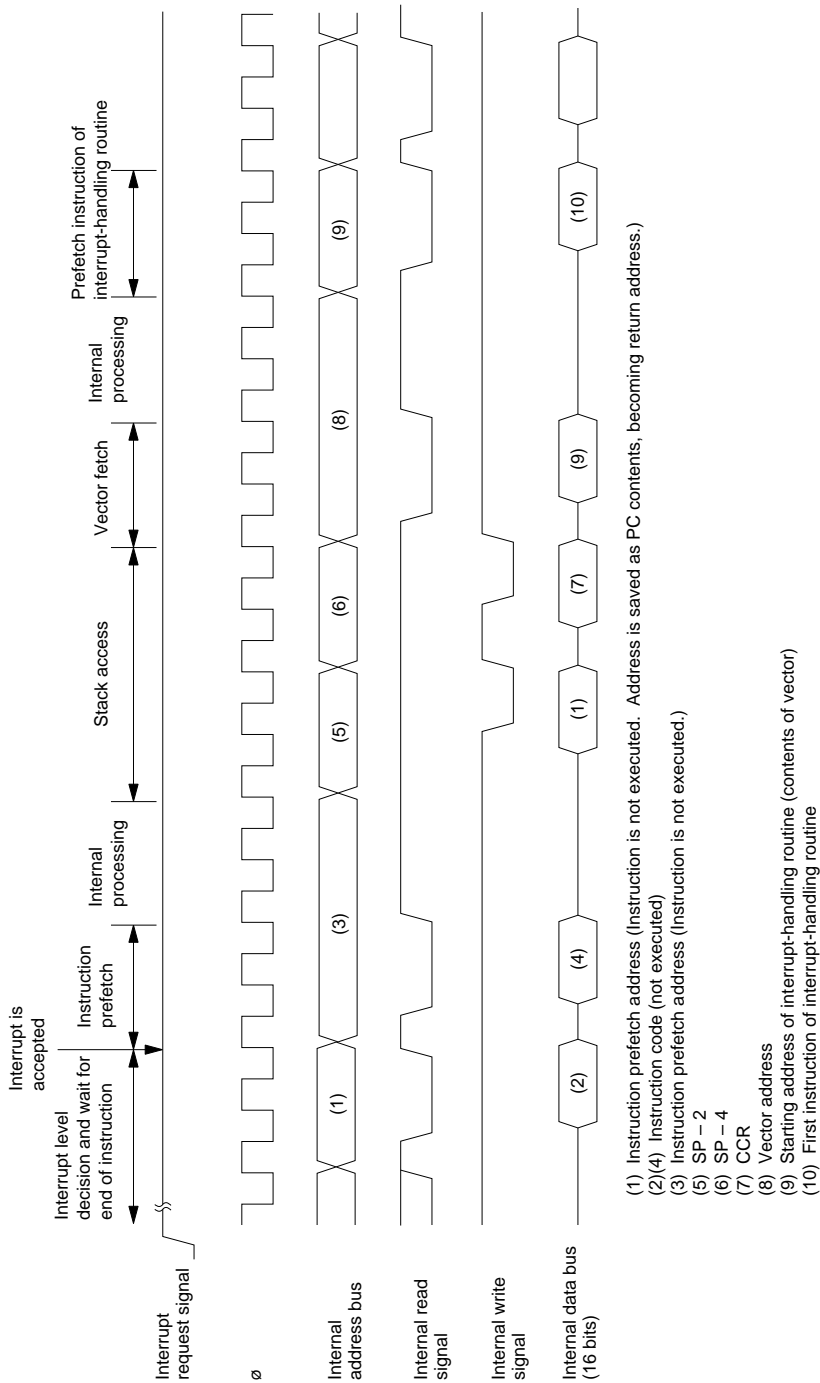 Interrupt is
accepted
Interrupt level
decision and wait for
end of instruction
Instruction
prefetch
Internal
processing
Stack access
Vector fetch
Internal
processing
Prefetch instruction of
interrupt-handling routine
Interrupt
request signal
ø
Internal
address bus
(1)
(3)
(5)
(6)
(8)
(9)
Internal read
signal
Internal write
signal
Internal data bus
(16 bits)
(2)
(4)
(1)
(7)
(9)
(10)
(1) Instruction prefetch address (Instruction is not executed. Address is saved as PC contents, becoming return address.)
(2)(4) Instruction code (not executed)
(3) Instruction prefetch address (Instruction is not executed.)
(5) SP – 2
(6) SP – 4
(7) CCR
(8) Vector address
(9) Starting address of interrupt-handling routine (contents of vector)
(10) First instruction of interrupt-handling routine